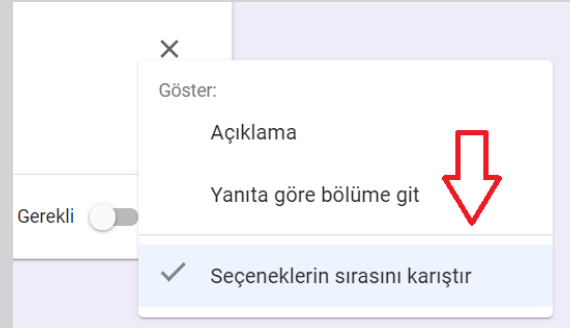 Göster:
Açıklama
Yanıta göre bölüme git
Gerekli
Seçeneklerin sırasını karıştır